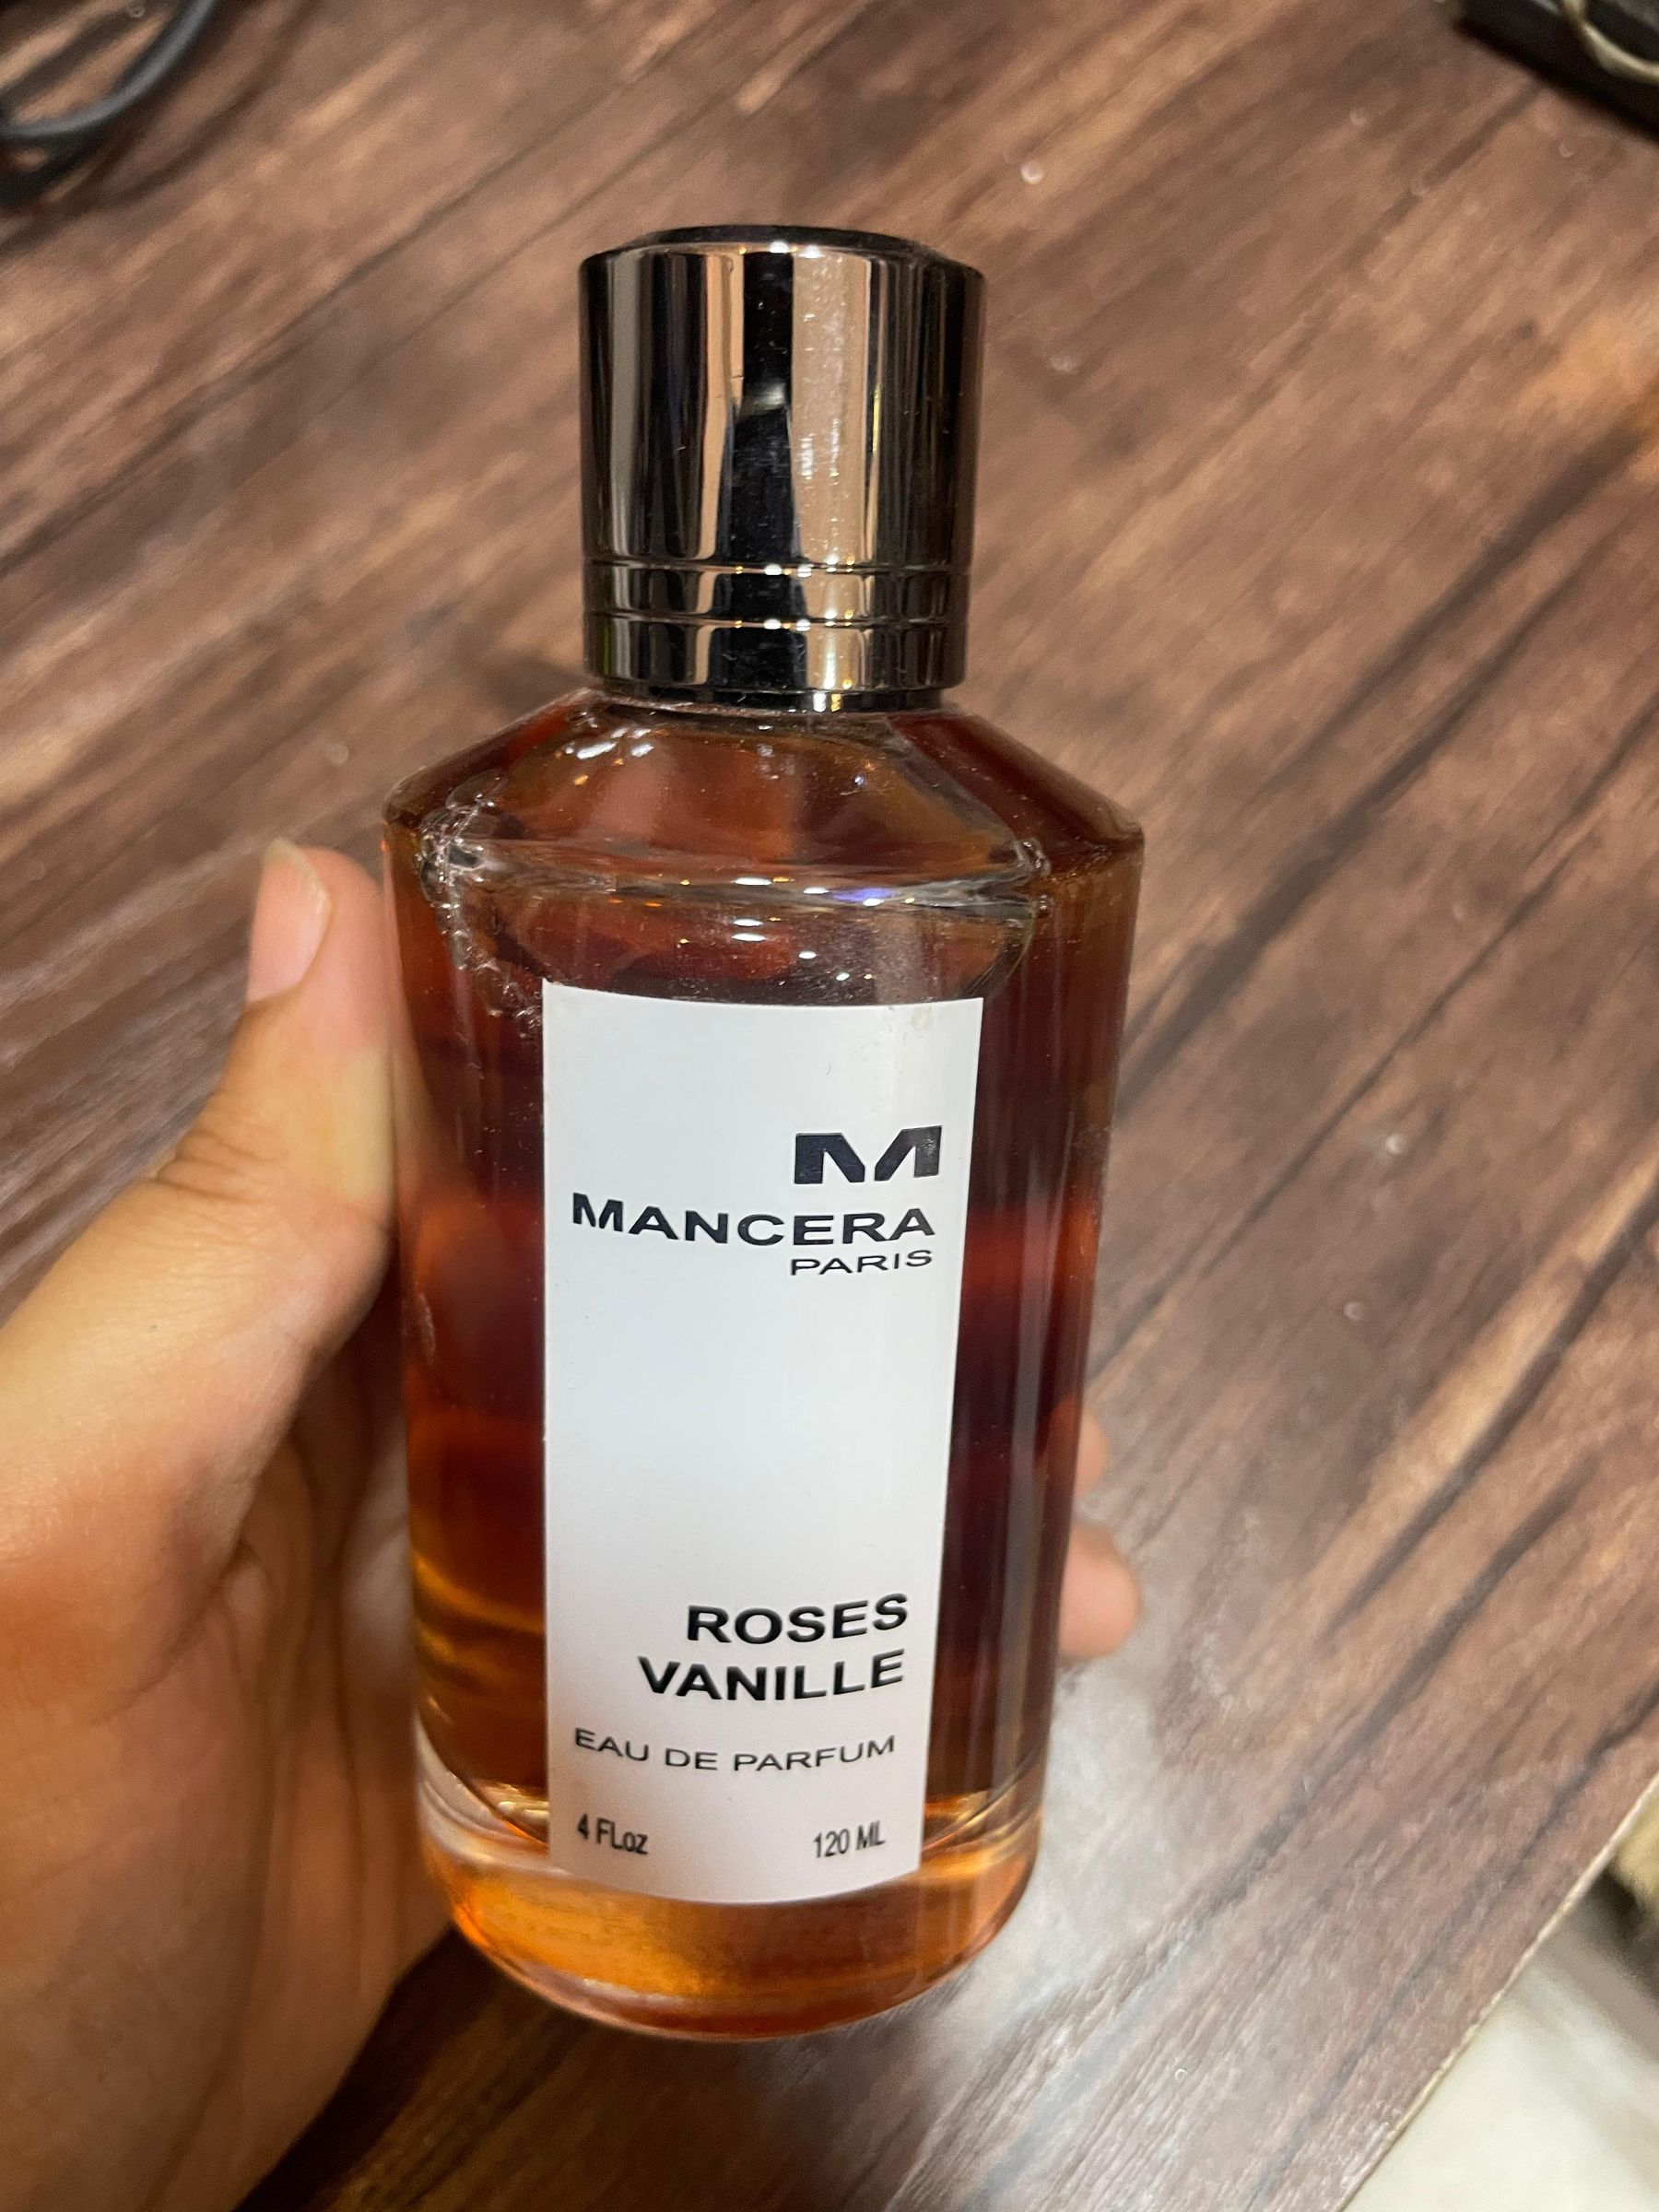 M
MANCERA
PARIS
ROSES
VANILLE
EAU DE PARFUM
4 FLoz 120 ML